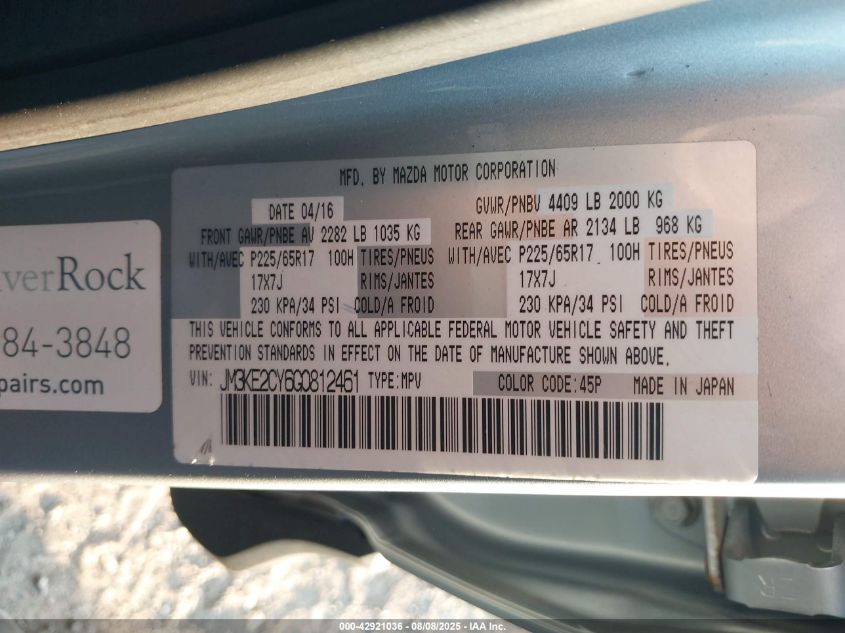 MFD. BY MAZDA MOTOR CORPORATION
DATE 04/16
GVWR/PNBV 4409 LB 2000 KG
FRONT GAWR/PNBE AV 2282 LB 1035 KG
REAR GAWR/PNBE AR 2134 LB 968 KG
WITH/AVEC P225/65R17 100H TIRES/PNEUS
17X7J RIMS/JANTES
230 KPA/34 PSI COLD/A FROID
WITH/AVEC P225/65R17 100H TIRES/PNEUS
17X7J RIMS/JANTES
230 KPA/34 PSI COLD/A FROID
THIS VEHICLE CONFORMS TO ALL APPLICABLE FEDERAL MOTOR VEHICLE SAFETY AND THEFT
PREVENTION STANDARDS IN EFFECT ON THE DATE OF MANUFACTURE SHOWN ABOVE.
VIN: JM3KE2CY6G0812461 TYPE:MPV COLOR CODE:45P MADE IN JAPAN
verRock
84-3848
pairs.com
000-42921036 - 08/08/2025 - IAA Inc.